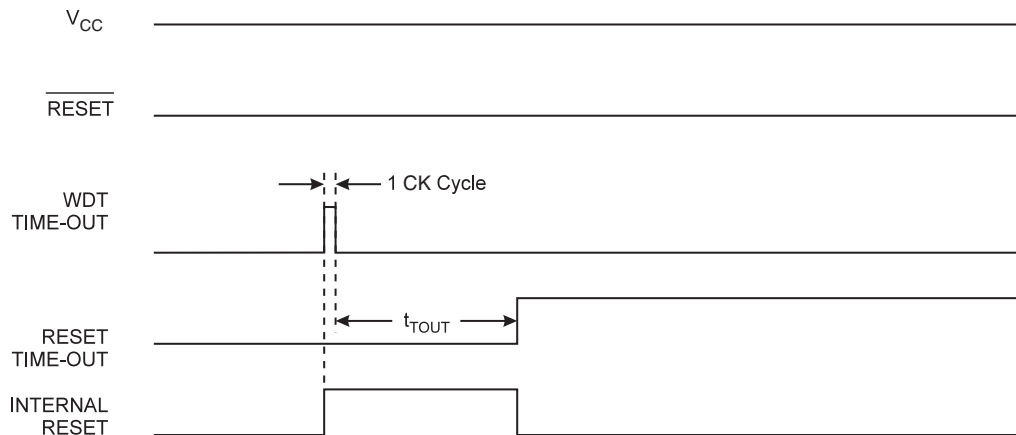 VCC
RESET
1 CK Cycle
WDT
TIME-OUT
tTOUT
RESET
TIME-OUT
INTERNAL
RESET